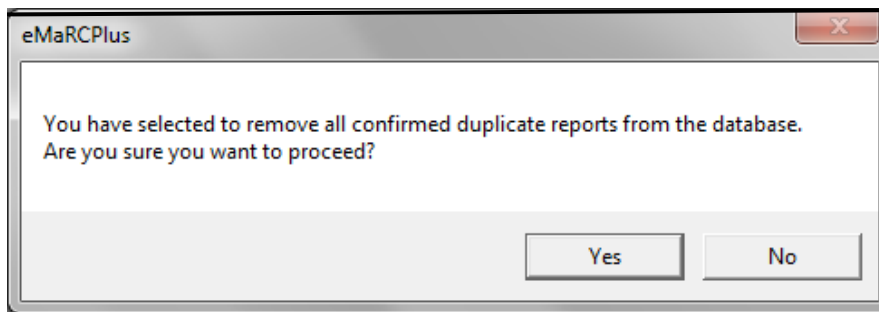 eMaRCPlus
X
You have selected to remove all confirmed duplicate reports from the database.
Are you sure you want to proceed?
Yes
No